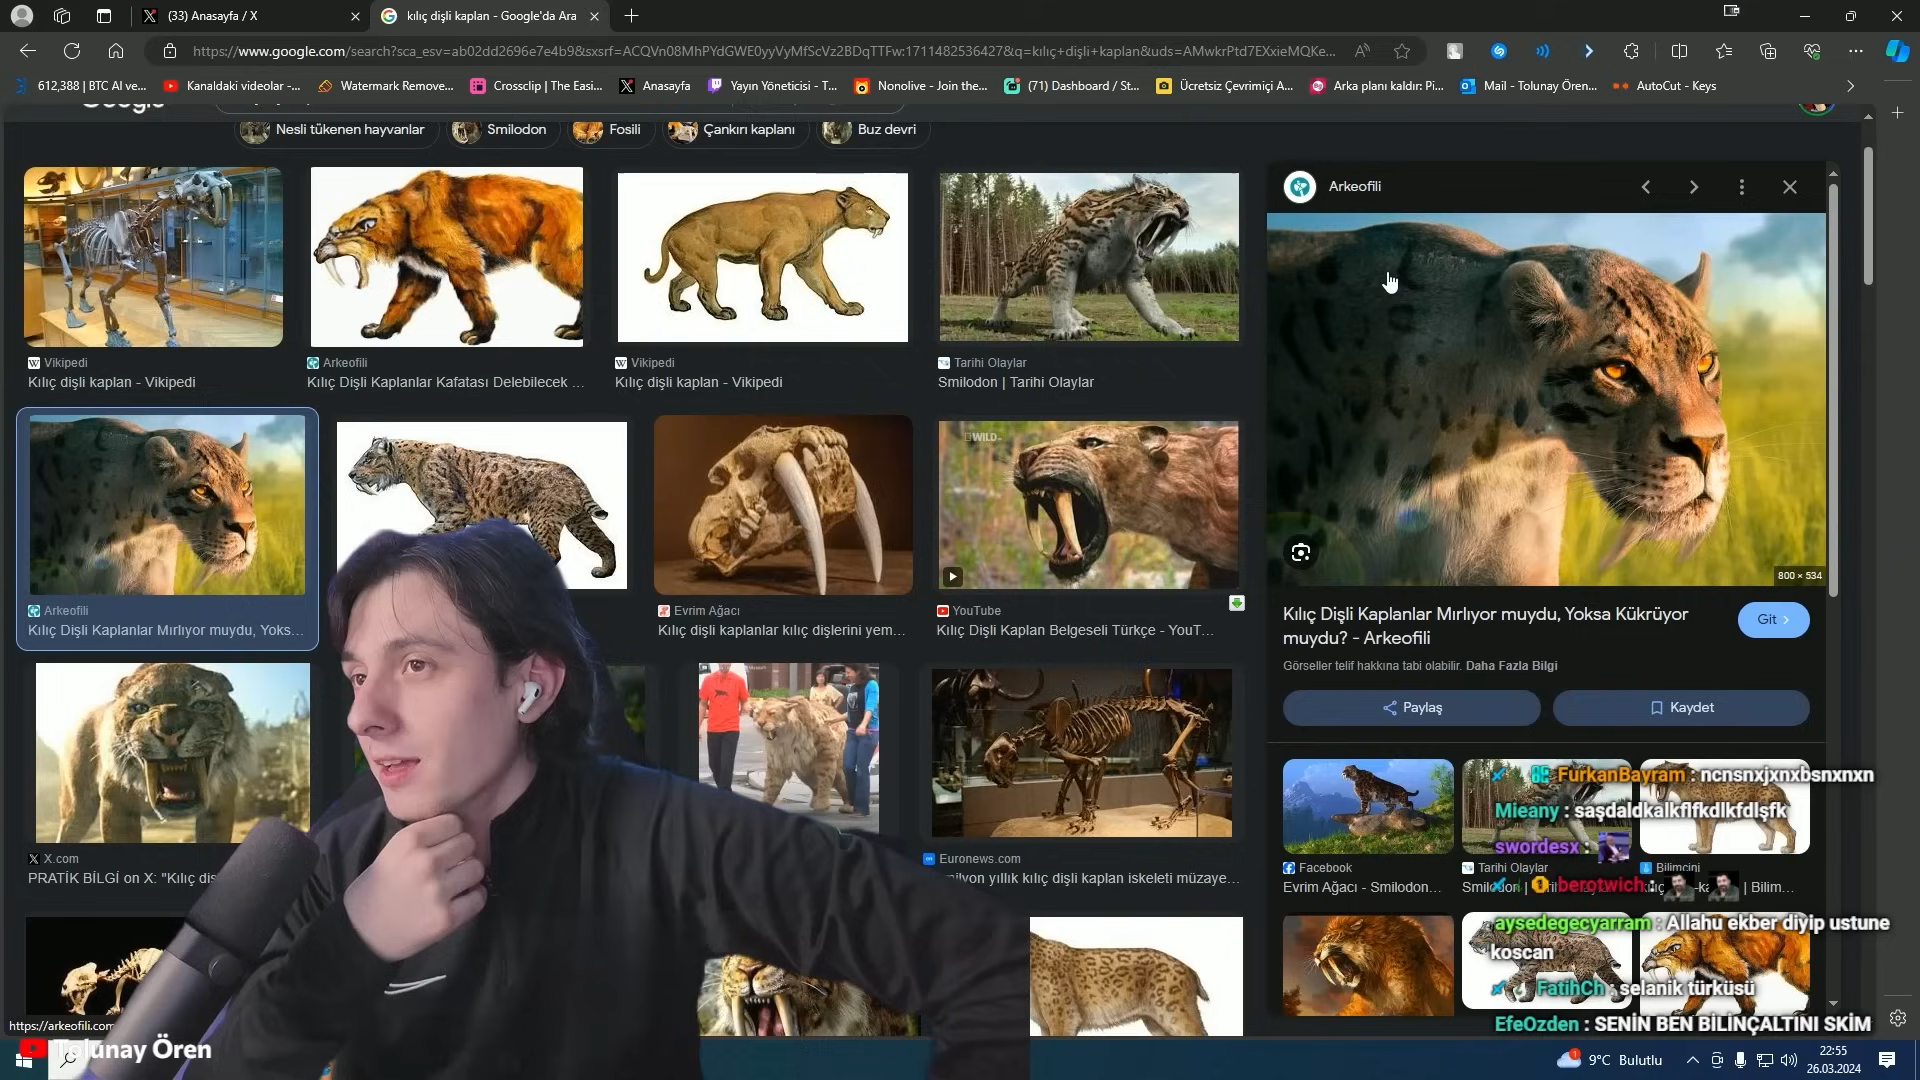 (33) Anasayfa / X
kılıç dişli kaplan - Google'da Ara
https://www.google.com/search?sca_esv=ab02dd2696e7e4b9&sxsrf=ACQVn08MhPYdGWE0yyVyMfScVz2BDqTTFw:1711482536427&q=kılıç+dişli+kaplan&uds=AMwkrPtd7EXxieMQKe...
612,388 | BTC Al ve...
Kanaldaki videolar -...
Watermark Remove...
Crossclip | The Easi...
Anasayfa
Yayın Yöneticisi - T...
Nonolive - Join the...
(71) Dashboard / St...
Ücretsiz Çevrimiçi A...
Arka planı kaldır: Pi...
Mail - Tolunay Ören...
AutoCut - Keys
Google
Nesli tükenen hayvanlar
Smilodon
Fosili
Çankırı kaplanı
Buz devri
Vikipedi
Kılıç dişli kaplan - Vikipedi
Arkeofili
Kılıç Dişli Kaplanlar Kafatası Delebilecek ...
Vikipedi
Kılıç dişli kaplan - Vikipedi
Tarihi Olaylar
Smilodon | Tarihi Olaylar
WILD
Arkeofili
Kılıç Dişli Kaplanlar Mırlıyor muydu, Yoks...
Evrim Ağacı
Kılıç dişli kaplanlar kılıç dişlerini yem...
YouTube
Kılıç Dişli Kaplan Belgeseli Türkçe - YouT...
X.com
PRATİK BİLGİ on X: "Kılıç diş
Euronews.com
milyon yıllık kılıç dişli kaplan iskeleti müzaye...
Arkeofili
800 × 534
Kılıç Dişli Kaplanlar Mırlıyor muydu, Yoksa Kükrüyor
muydu? - Arkeofili
Git
Görseller telif hakkına tabi olabilir. Daha Fazla Bilgi
Paylaş
Kaydet
Facebook
Evrim Ağacı - Smilodon...
Tarihi Olaylar
Bilimcini
| Bilim...
FurkanBayram : ncnsnxjxnxbsnxnxn
Mieany : saşdaldkalkflfkdlkfdlşfk
swordesx :
berotwich :
aysedegecyarram : Allahu ekber diyip ustune
koscan
FatihCh : selanik türküsü
EfeOzden : SENİN BEN BİLİNÇALTINI SKİM
https://arkeofili.com
Tolunay Ören
9°C Bulutlu
22:55
26.03.2024